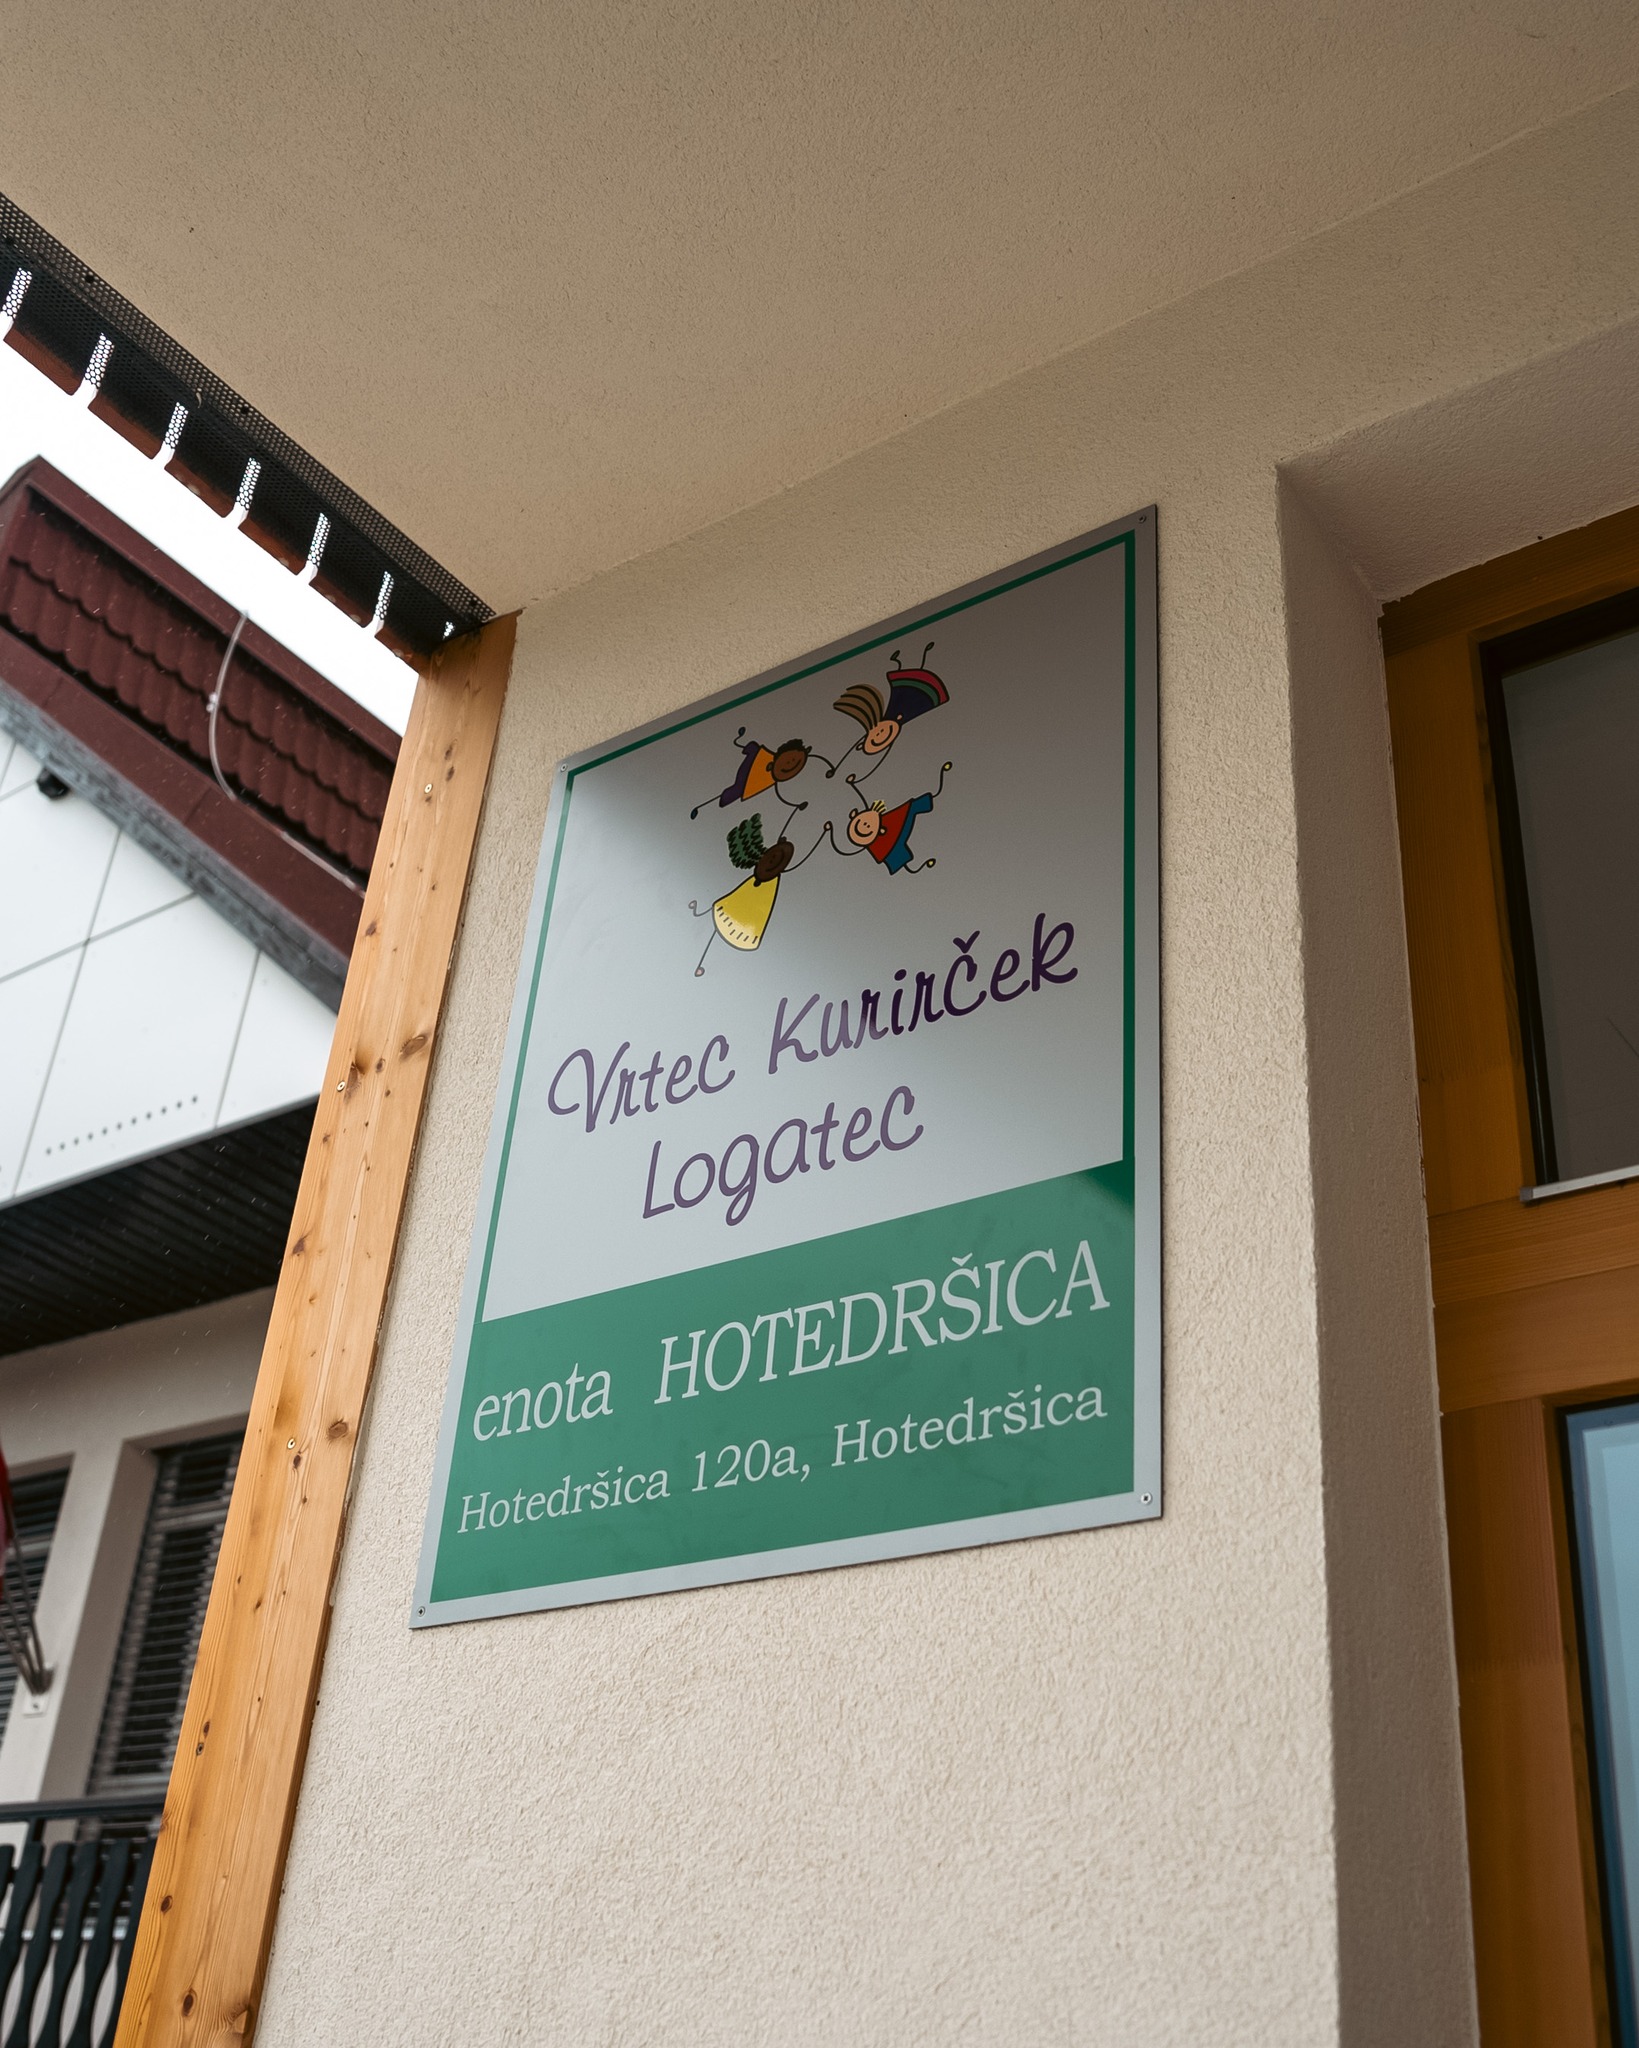 Vrtec Kurirček
Logatec
enota HOTEDRŠICA
Hotedršica 120a, Hotedršica